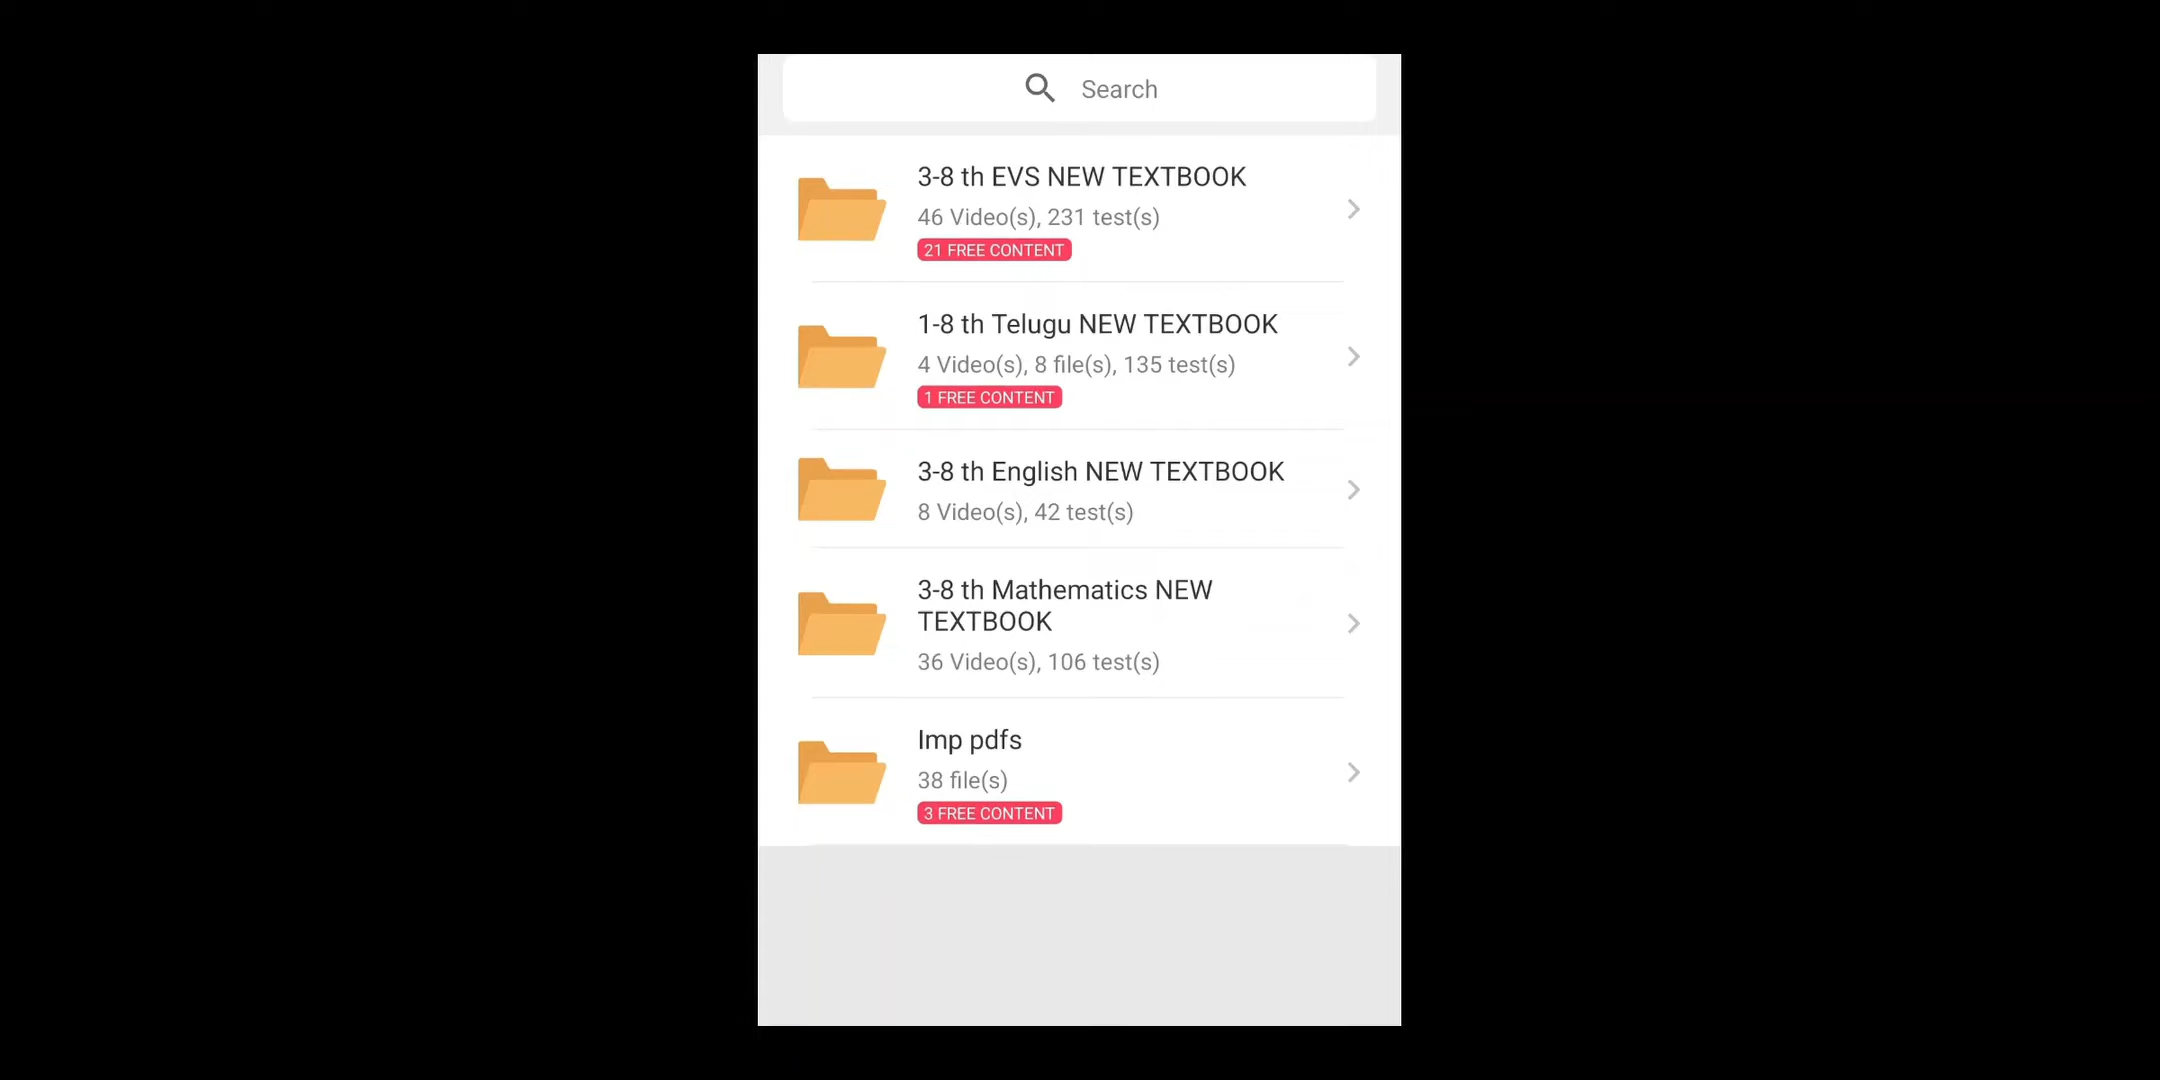 Search
3-8 th EVS NEW TEXTBOOK
46 Video(s), 231 test(s)
21 FREE CONTENT
1-8 th Telugu NEW TEXTBOOK
4 Video(s), 8 file(s), 135 test(s)
1 FREE CONTENT
3-8 th English NEW TEXTBOOK
8 Video(s), 42 test(s)
3-8 th Mathematics NEW
TEXTBOOK
36 Video(s), 106 test(s)
Imp pdfs
38 file(s)
3 FREE CONTENT